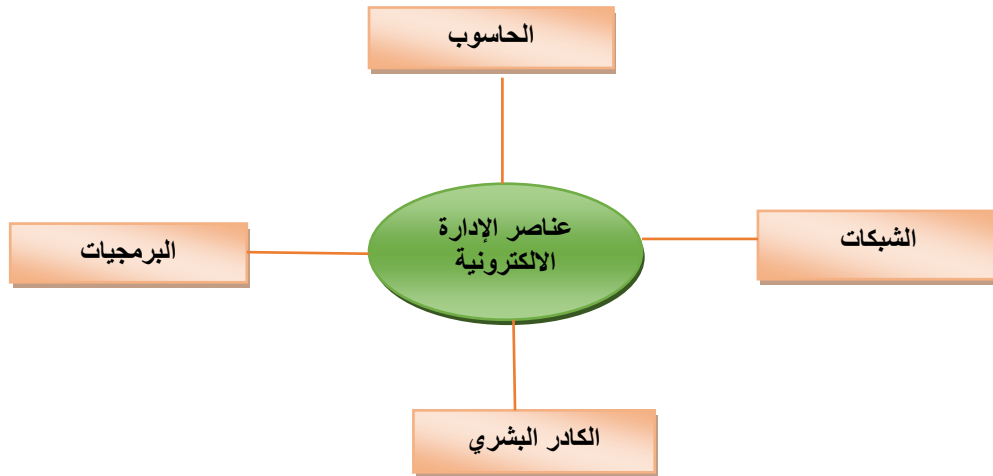 الحاسوب
عناصر الإدارة
الالكترونية
الشبكات
البرمجيات
الكادر البشري